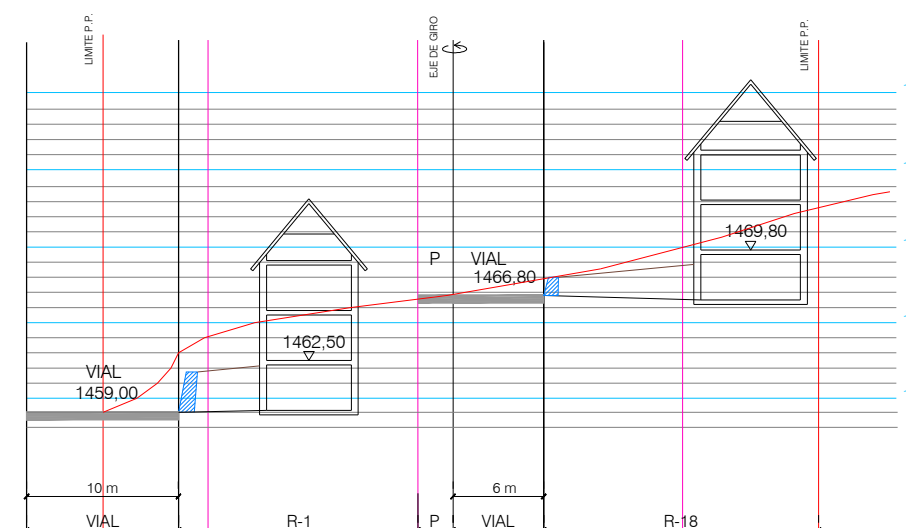 LIMITE P.P.
EJE DE GIRO
LIMITE P.P.
1469,80
P
VIAL
1466,80
1462,50
VIAL
1459,00
10 m
6 m
VIAL
R-1
P
VIAL
R-18